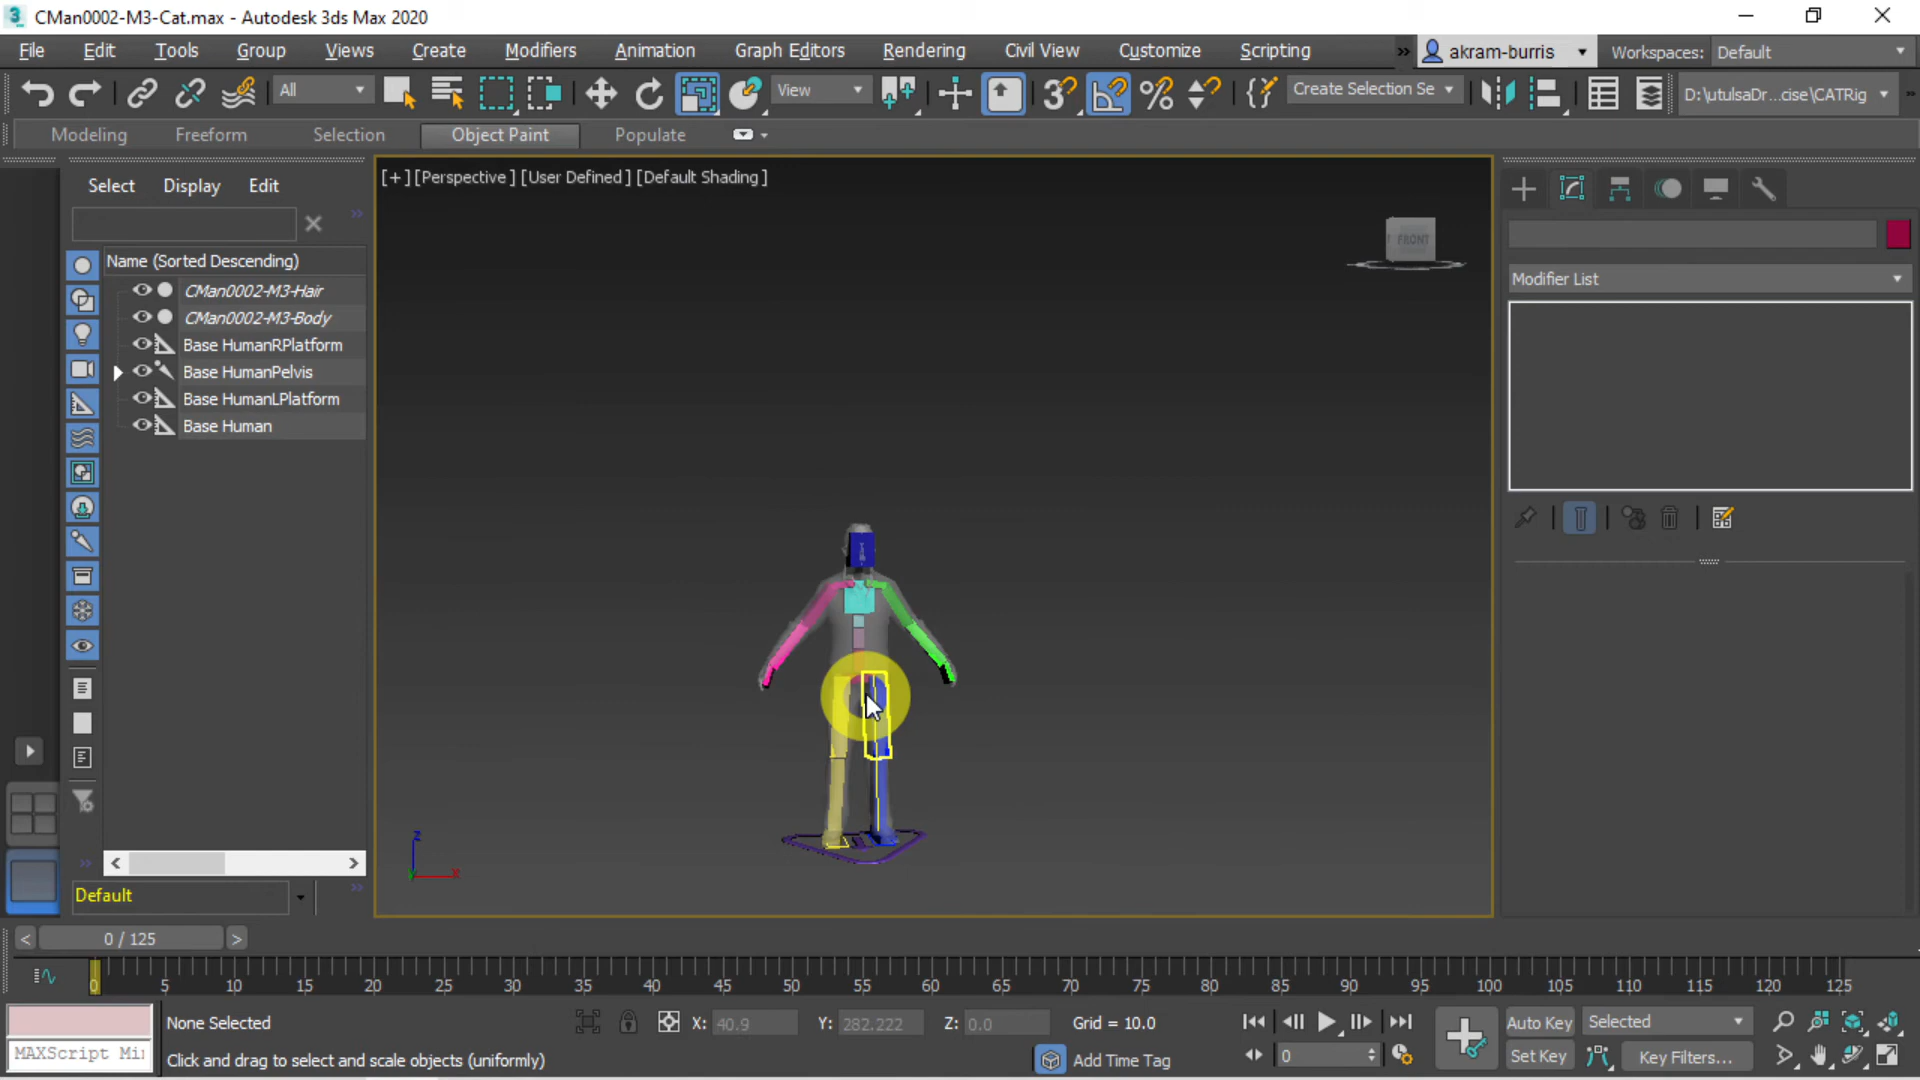 CMan0002-M3-Cat.max - Autodesk 3ds Max 2020
File Edit Tools Group Views Create Modifiers Animation Graph Editors Rendering Civil View Customize Scripting akram-burris Workspaces: Default
All View Create Selection Se D:\utulsaDr...cise\CATRig
Modeling Freeform Selection Object Paint Populate
Select Display Edit
[+] [Perspective ] [User Defined ] [Default Shading ]
FRONT
Name (Sorted Descending)
CMan0002-M3-Hair
CMan0002-M3-Body
Base HumanRPlatform
Base HumanPelvis
Base HumanLPlatform
Base Human
Modifier List
z
x
Default
0 / 125
0 5 10 15 20 25 30 35 40 45 50 55 60 65 70 75 80 85 90 95 100 105 110 115 120 125
None Selected X: 40.9 Y: 282.222 Z: 0.0 Grid = 10.0 Auto Key Selected
MAXScript Mi Click and drag to select and scale objects (uniformly) Add Time Tag 0 Set Key Key Filters...